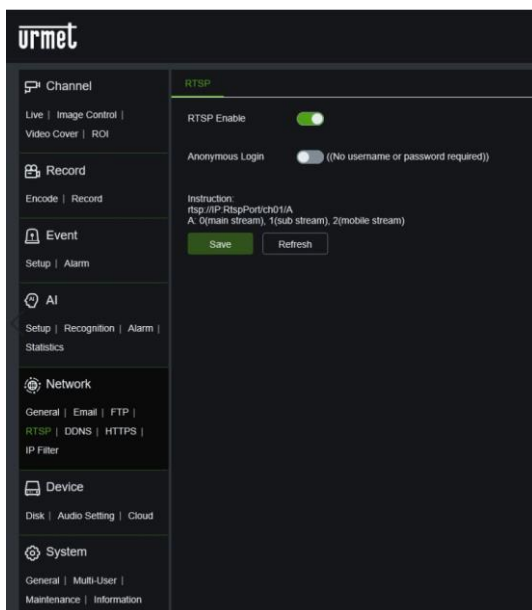 urmet
Channel
Live | Image Control |
Video Cover | ROI
Record
Encode | Record
Event
Setup | Alarm
AI
Setup | Recognition | Alarm |
Statistics
Network
General | Email | FTP |
RTSP | DDNS | HTTPS |
IP Filter
Device
Disk | Audio Setting | Cloud
System
General | Multi-User |
Maintenance | Information
RTSP
RTSP Enable
Anonymous Login ((No username or password required))
Instruction:
rtsp://IP:RtspPort/ch01/A
A: 0(main stream), 1(sub stream), 2(mobile stream)
Save Refresh